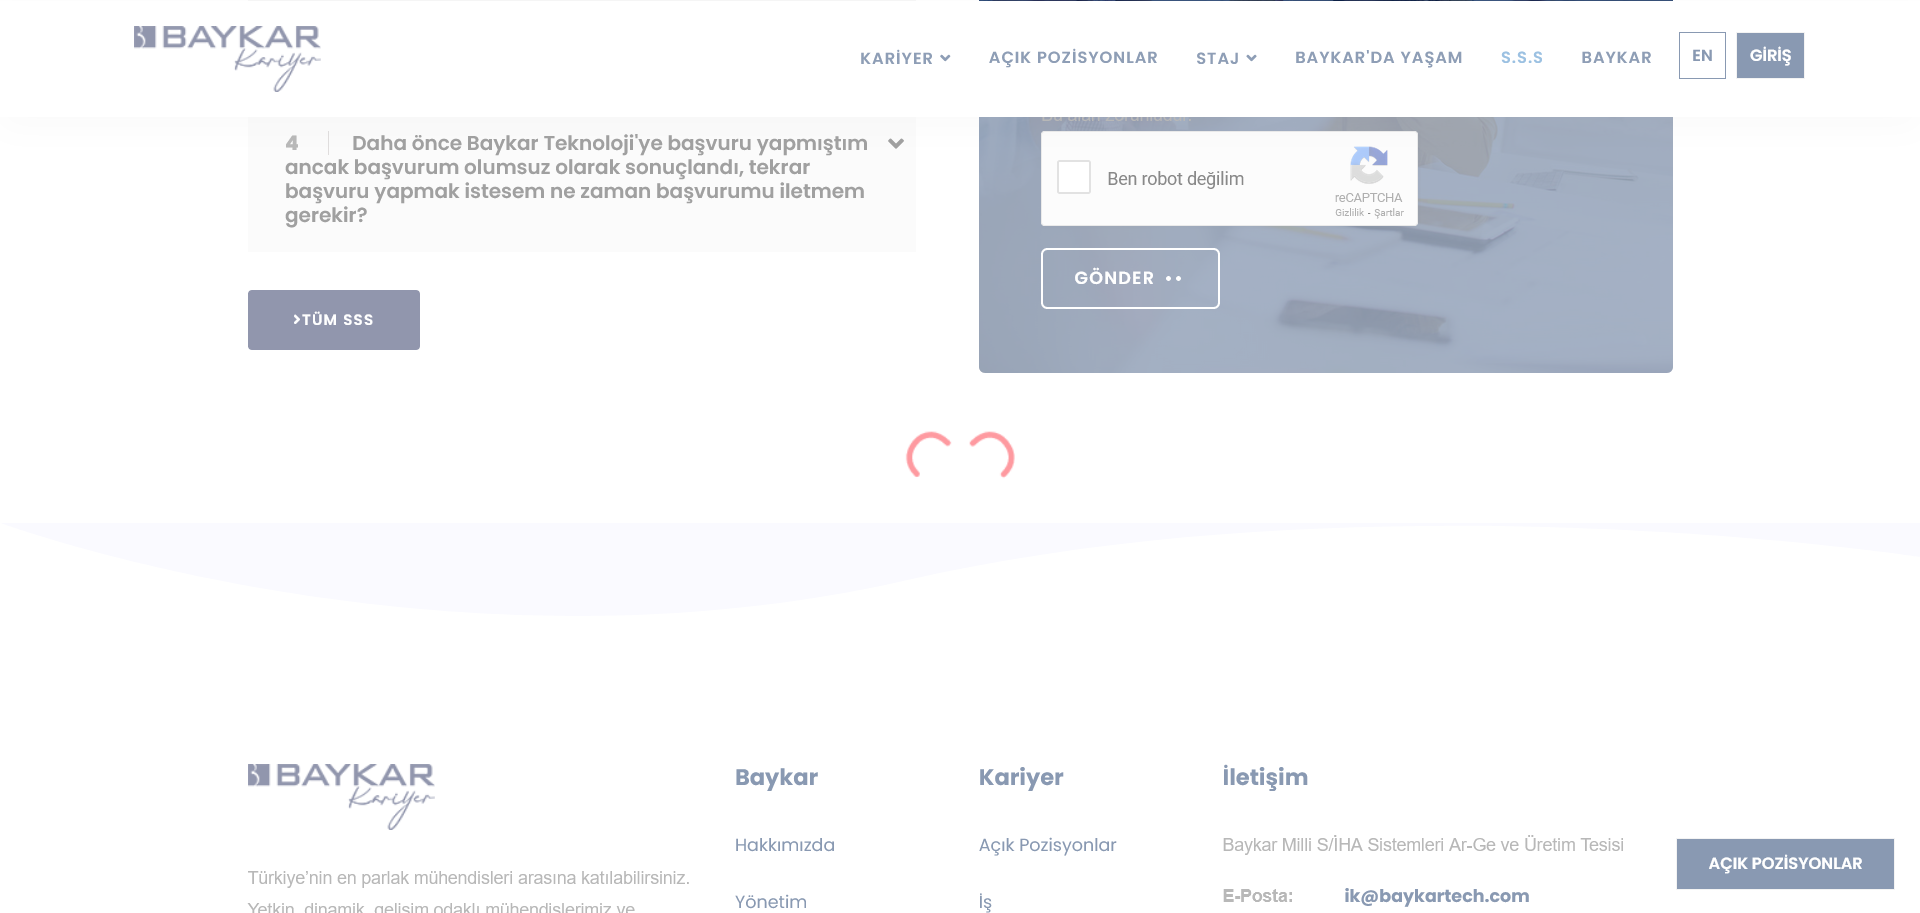 BAYKAR
Kariyer
KARİYER
AÇIK POZİSYONLAR
STAJ
BAYKAR'DA YAŞAM
S.S.S
BAYKAR
EN
GİRİŞ
4 Daha önce Baykar Teknoloji'ye başvuru yapmıştım
ancak başvurum olumsuz olarak sonuçlandı, tekrar
başvuru yapmak istesem ne zaman başvurumu iletmem
gerekir?
TÜM SSS
Bu alan zorunludur.
Ben robot değilim
reCAPTCHA
Gizlilik - Şartlar
GÖNDER
BAYKAR
Kariyer
Türkiye’nin en parlak mühendisleri arasına katılabilirsiniz.
Yetkin, dinamik, gelişim odaklı mühendislerimiz ve
Baykar
Hakkımızda
Yönetim
Kariyer
Açık Pozisyonlar
İş
İletişim
Baykar Milli S/İHA Sistemleri Ar-Ge ve Üretim Tesisi
E-Posta: ik@baykartech.com
AÇIK POZİSYONLAR